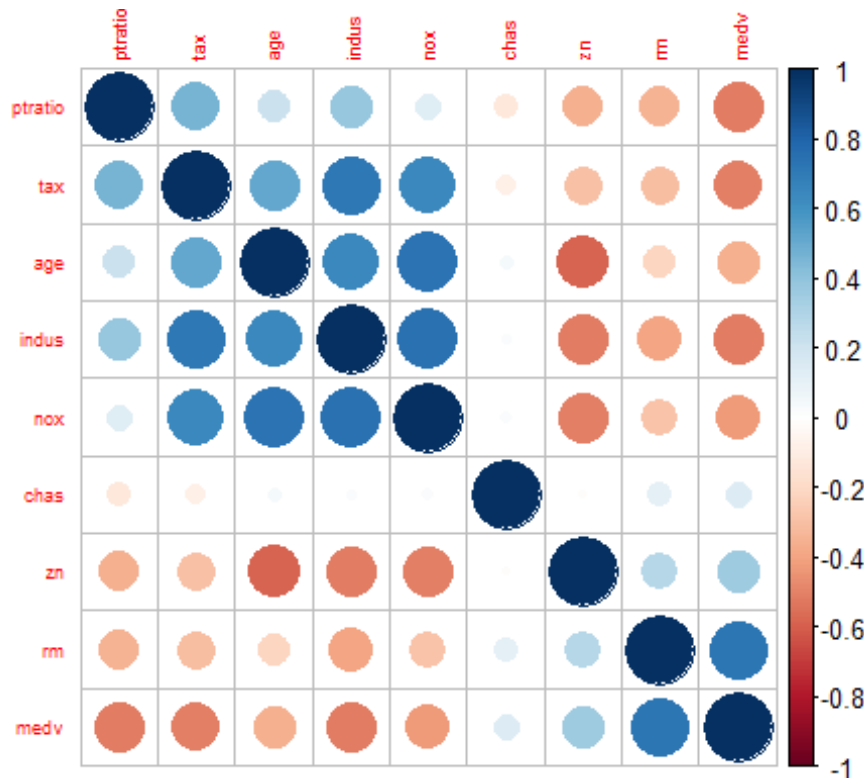 ptratio tax age indus nox chas zn rm medv
ptratio
tax
age
indus
nox
chas
zn
rm
medv
1
0.8
0.6
0.4
0.2
0
-0.2
-0.4
-0.6
-0.8
-1